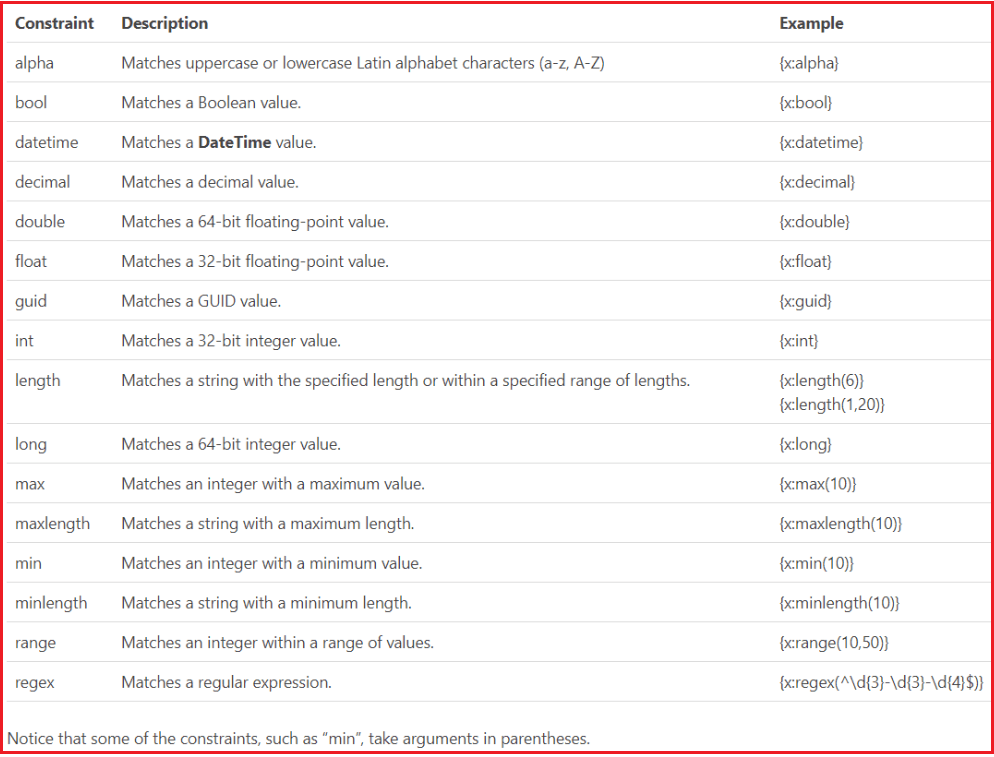 Constraint Description Example
alpha Matches uppercase or lowercase Latin alphabet characters (a-z, A-Z) {x:alpha}
bool Matches a Boolean value. {x:bool}
datetime Matches a DateTime value. {x:datetime}
decimal Matches a decimal value. {x:decimal}
double Matches a 64-bit floating-point value. {x:double}
float Matches a 32-bit floating-point value. {x:float}
guid Matches a GUID value. {x:guid}
int Matches a 32-bit integer value. {x:int}
length Matches a string with the specified length or within a specified range of lengths. {x:length(6)}
{x:length(1,20)}
long Matches a 64-bit integer value. {x:long}
max Matches an integer with a maximum value. {x:max(10)}
maxlength Matches a string with a maximum length. {x:maxlength(10)}
min Matches an integer with a minimum value. {x:min(10)}
minlength Matches a string with a minimum length. {x:minlength(10)}
range Matches an integer within a range of values. {x:range(10,50)}
regex Matches a regular expression. {x:regex(^\d{3}-\d{3}-\d{4}$)}
Notice that some of the constraints, such as “min”, take arguments in parentheses.